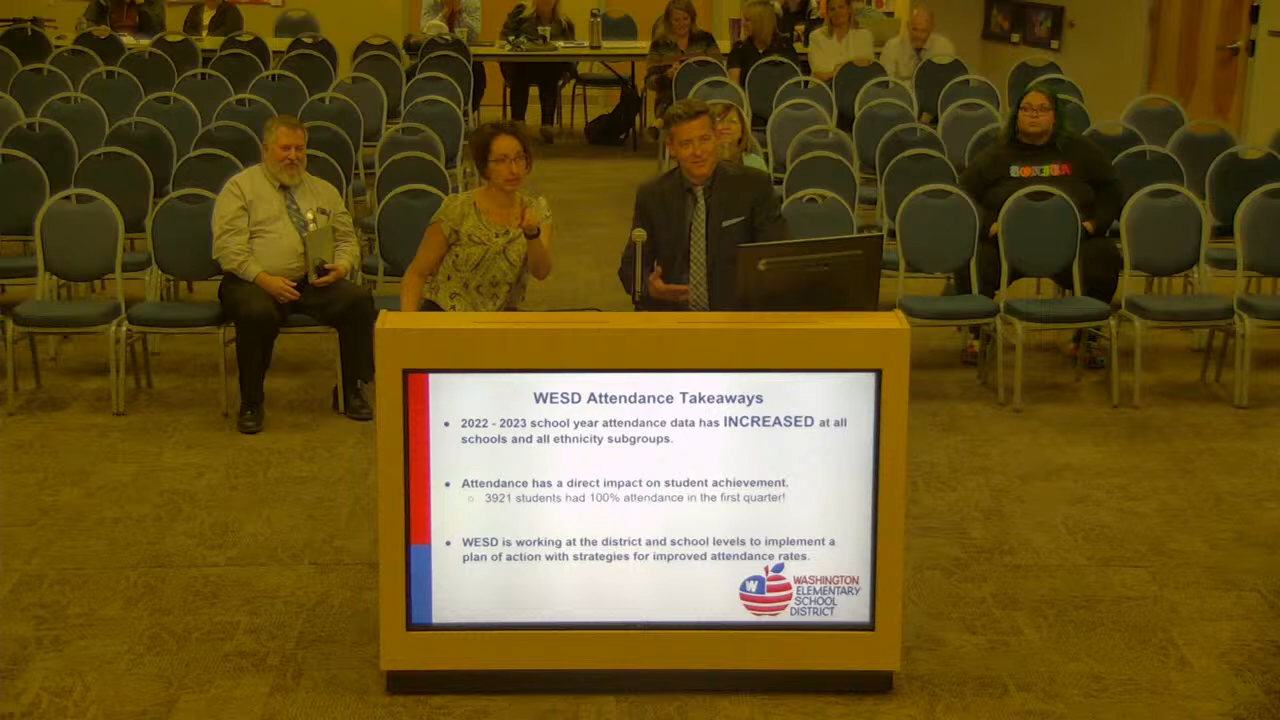 WESD Attendance Takeaways
• 2022 - 2023 school year attendance data has INCREASED at all
schools and all ethnicity subgroups.
• Attendance has a direct impact on student achievement.
○ 3921 students had 100% attendance in the first quarter!
• WESD is working at the district and school levels to implement a
plan of action with strategies for improved attendance rates.
W
WASHINGTON
ELEMENTARY
SCHOOL
DISTRICT